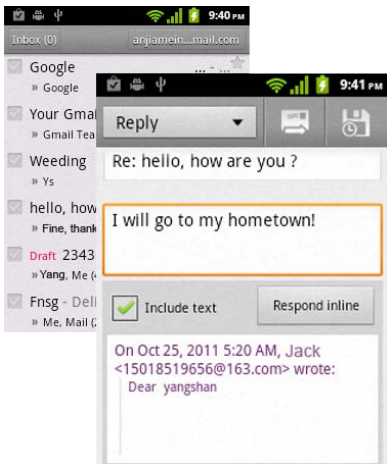 9:40 PM
Inbox (0) anjiamein...mail.com
Google ... - ...
» Google
Your Gmai
» Gmail Tea
Weeding
» Ys
hello, how
» Fine, thank
Draft 2343
» Yang, Me (
Fnsg - Deli
» Me, Mail (2
9:41 PM
Reply
Re: hello, how are you ?
I will go to my hometown!
Include text
Respond inline
On Oct 25, 2011 5:20 AM, Jack
<15018519656@163.com> wrote:
Dear yangshan